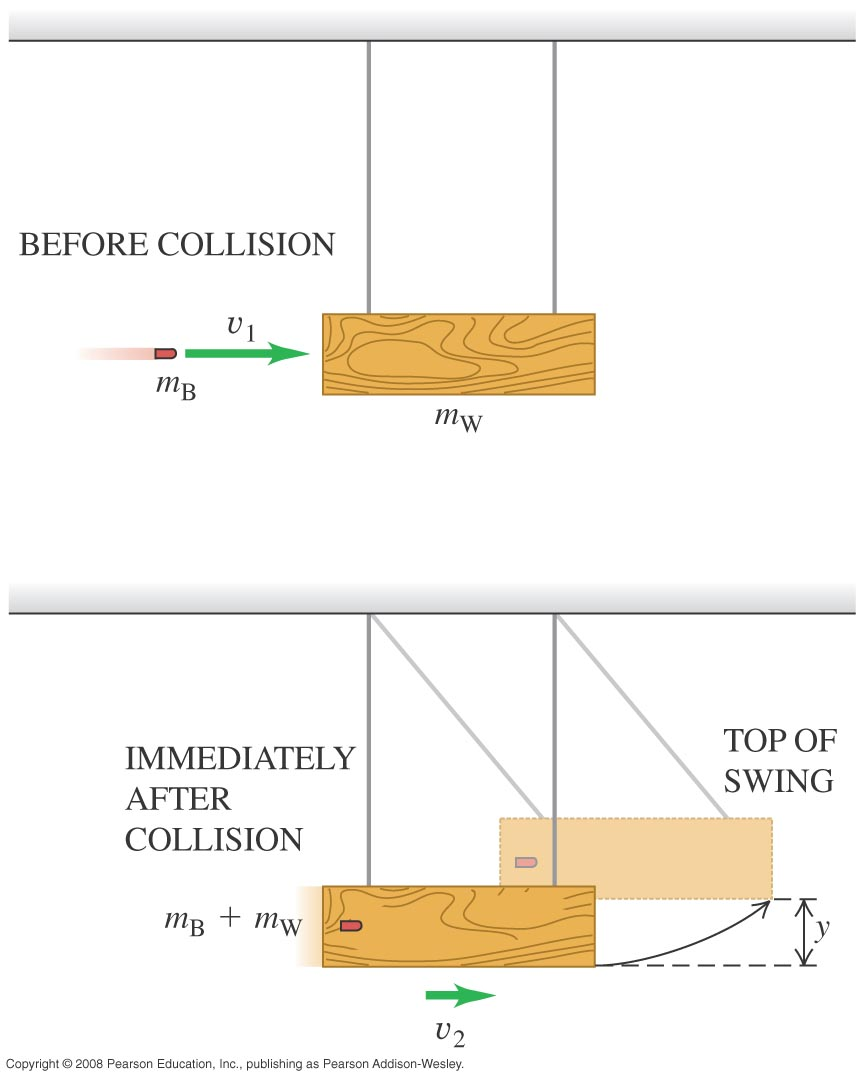 BEFORE COLLISION
v1
mB
mW
TOP OF
SWING
IMMEDIATELY
AFTER
COLLISION
mB + mW
y
v2
Copyright © 2008 Pearson Education, Inc., publishing as Pearson Addison-Wesley.